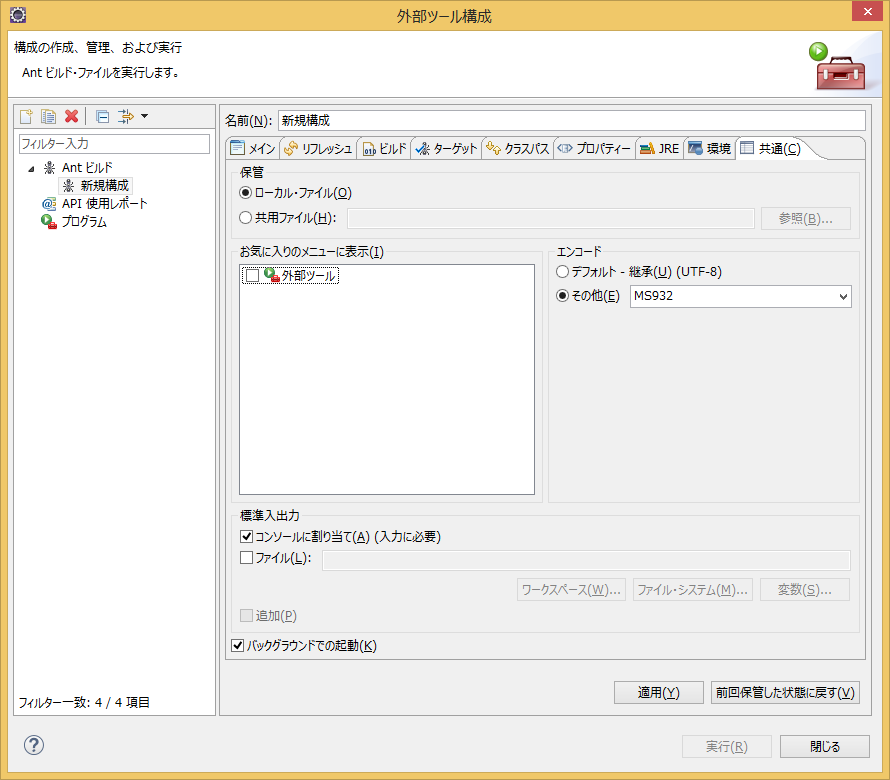 外部ツール構成
構成の作成、管理、および実行
Ant ビルド・ファイルを実行します。
フィルター入力
Ant ビルド
新規構成
API 使用レポート
プログラム
フィルター一致: 4 / 4 項目
名前(N): 新規構成
メイン リフレッシュ ビルド ターゲット クラスパス プロパティー JRE 環境 共通(C)
保管
ローカル・ファイル(O)
共用ファイル(H): 参照(B)...
お気に入りのメニューに表示(I)
外部ツール
エンコード
デフォルト - 継承(U) (UTF-8)
その他(E) MS932
標準入出力
コンソールに割り当て(A) (入力に必要)
ファイル(L):
ワークスペース(W)... ファイル・システム(M)... 変数(S)...
追加(P)
バックグラウンドでの起動(K)
適用(Y) 前回保管した状態に戻す(V)
実行(R) 閉じる